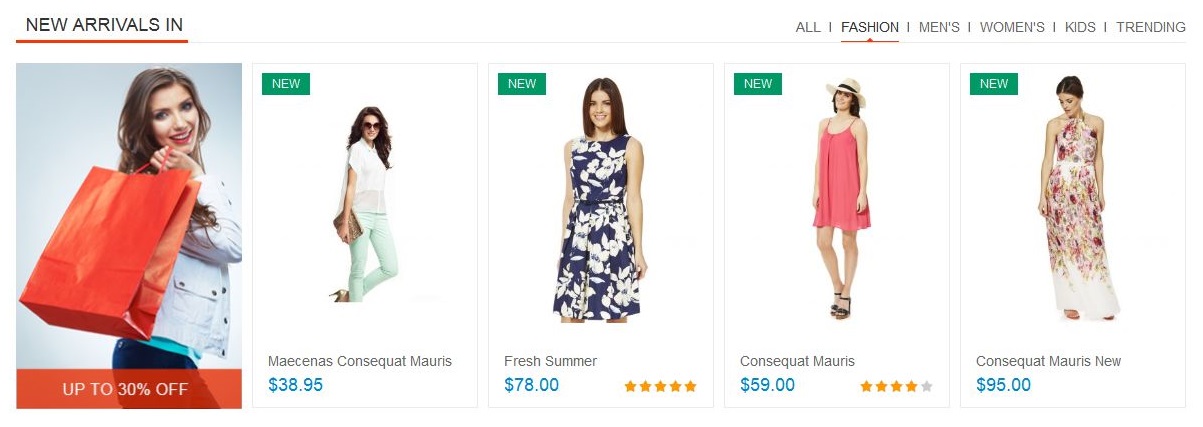 NEW ARRIVALS IN
ALL I FASHION I MEN'S I WOMEN'S I KIDS I TRENDING
UP TO 30% OFF
NEW
Maecenas Consequat Mauris
$38.95
NEW
Fresh Summer
$78.00
NEW
Consequat Mauris
$59.00
NEW
Consequat Mauris New
$95.00